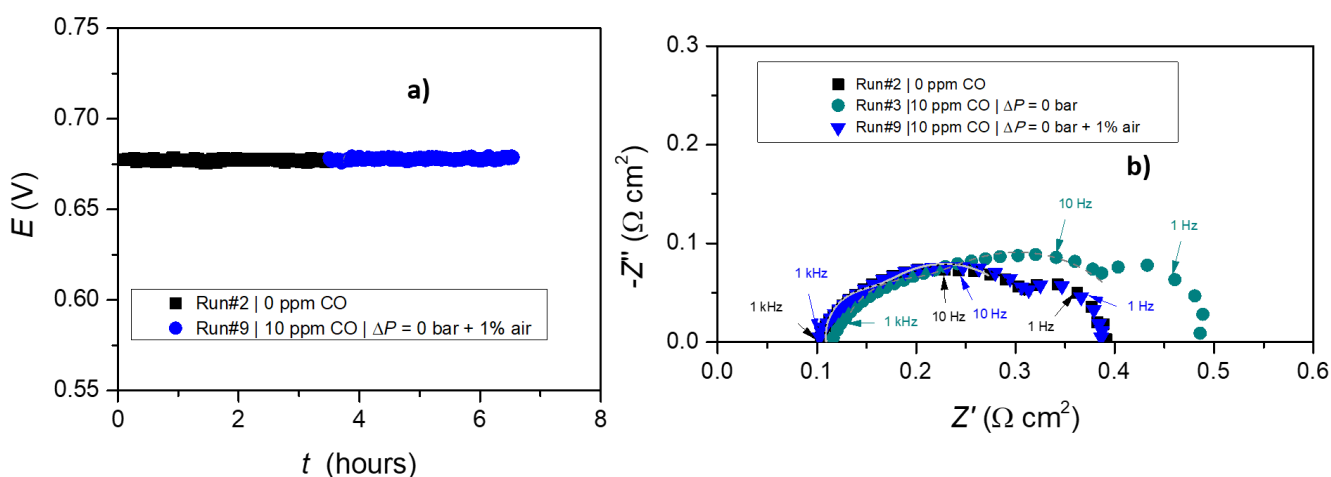 0.75
0.70
0.65
0.60
0.55
E (V)
a)
Run#2 | 0 ppm CO
Run#9 | 10 ppm CO | ΔP = 0 bar + 1% air
0 2 4 6 8
t (hours)
0.3
0.2
0.1
0.0
-Z'' (Ω cm²)
Run#2 | 0 ppm CO
Run#3 |10 ppm CO | ΔP = 0 bar
Run#9 |10 ppm CO | ΔP = 0 bar + 1% air
b)
10 Hz
1 Hz
1 kHz
1 kHz
1 kHz
10 Hz
10 Hz
1 Hz
1 Hz
0.0 0.1 0.2 0.3 0.4 0.5 0.6
Z' (Ω cm²)